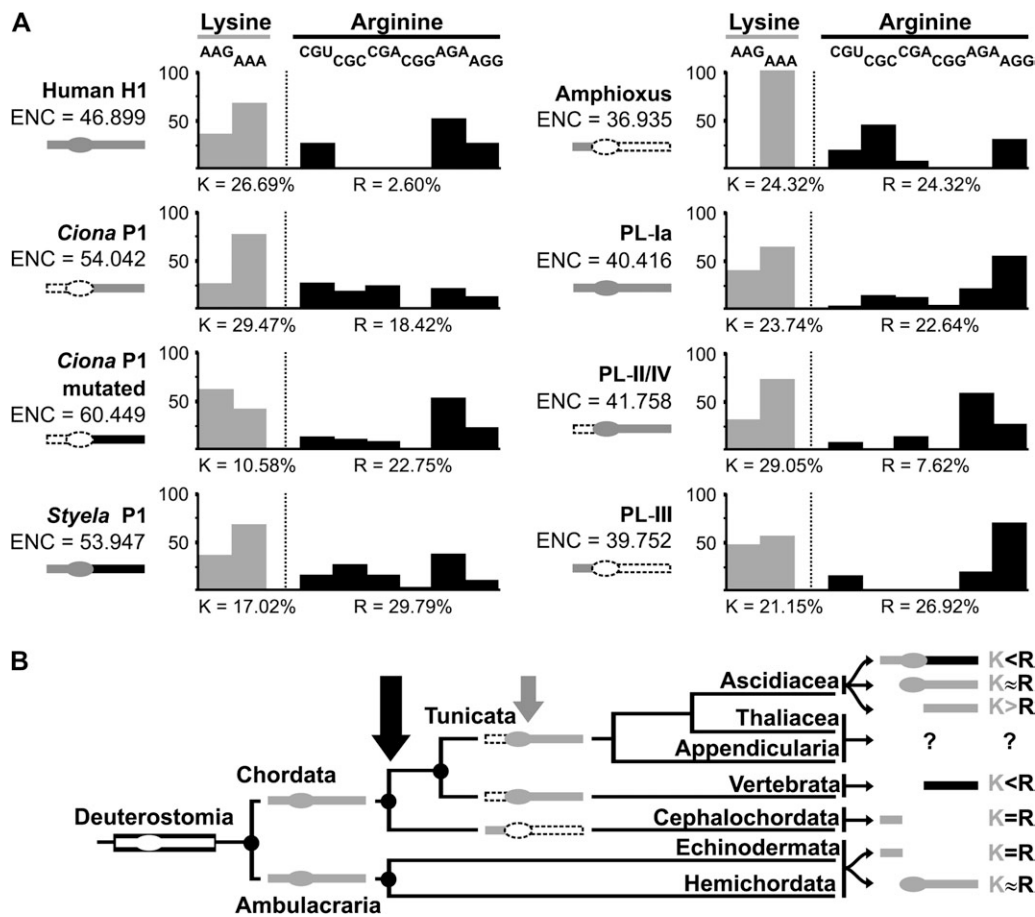 A
Lysine
Arginine
AAG AAA
CGU CGC CGA CGG AGA AGG
Human H1
ENC = 46.899
100
50
K = 26.69%
R = 2.60%
Ciona P1
ENC = 54.042
100
50
K = 29.47%
R = 18.42%
Ciona P1
mutated
ENC = 60.449
100
50
K = 10.58%
R = 22.75%
Styela P1
ENC = 53.947
100
50
K = 17.02%
R = 29.79%
Lysine
Arginine
AAG AAA
CGU CGC CGA CGG AGA AGG
Amphioxus
ENC = 36.935
100
50
K = 24.32%
R = 24.32%
PL-Ia
ENC = 40.416
100
50
K = 23.74%
R = 22.64%
PL-II/IV
ENC = 41.758
100
50
K = 29.05%
R = 7.62%
PL-III
ENC = 39.752
100
50
K = 21.15%
R = 26.92%
B
Deuterostomia
Chordata
Ambulacraria
Tunicata
Ascidiacea
K<R
K≈R
K>R
Thaliacea
Appendicularia
? ?
Vertebrata
K<R
Cephalochordata
K=R
Echinodermata
K=R
Hemichordata
K≈R